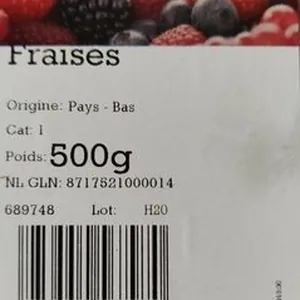 Fraises
Origine: Pays - Bas
Cat: I
Poids: 500g
NL GLN: 8717521000014
689748 Lot: H20